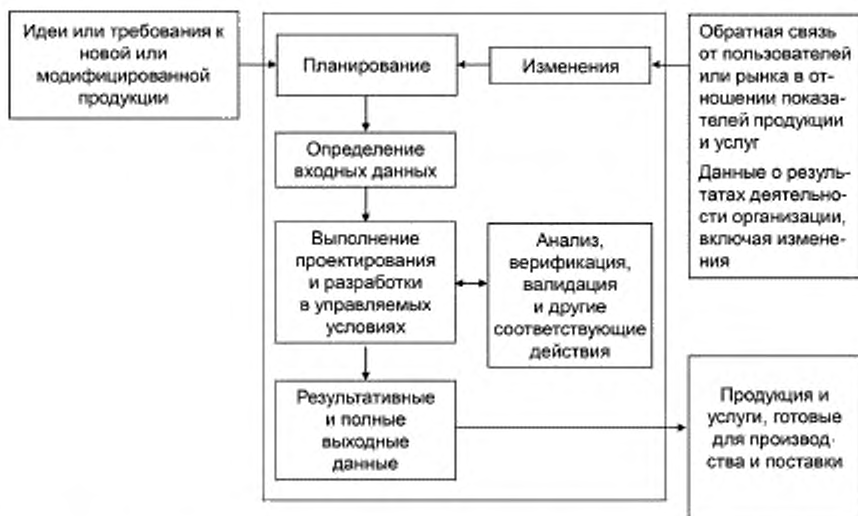 Идеи или требования к
новой или
модифицированной
продукции
Планирование
Изменения
Обратная связь
от пользователей
или рынка в от-
ношении показа-
телей продукции
и услуг
Данные о резуль-
татах деятельно-
сти организации,
включая измене-
ния
Определение
входных данных
Выполнение
проектирования
и разработки
в управляемых
условиях
Анализ,
верификация,
валидация
и другие
соответствующие
действия
Результативные
и полные
выходные
данные
Продукция и
услуги, готовые
для производ-
ства и поставки